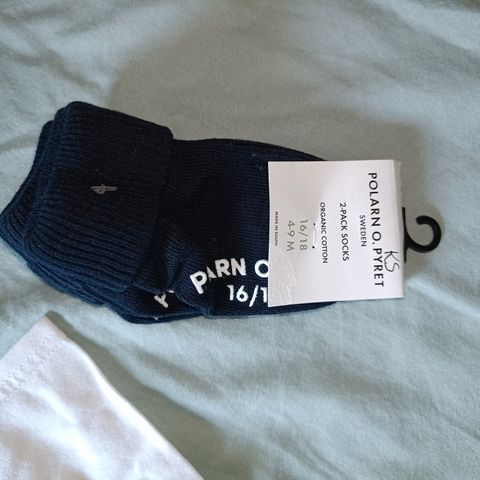 POLARN O. PYRET
SWEDEN
KS
2-PACK SOCKS
ORGANIC COTTON
16/18
4-9 M
PARN O
16/1
P